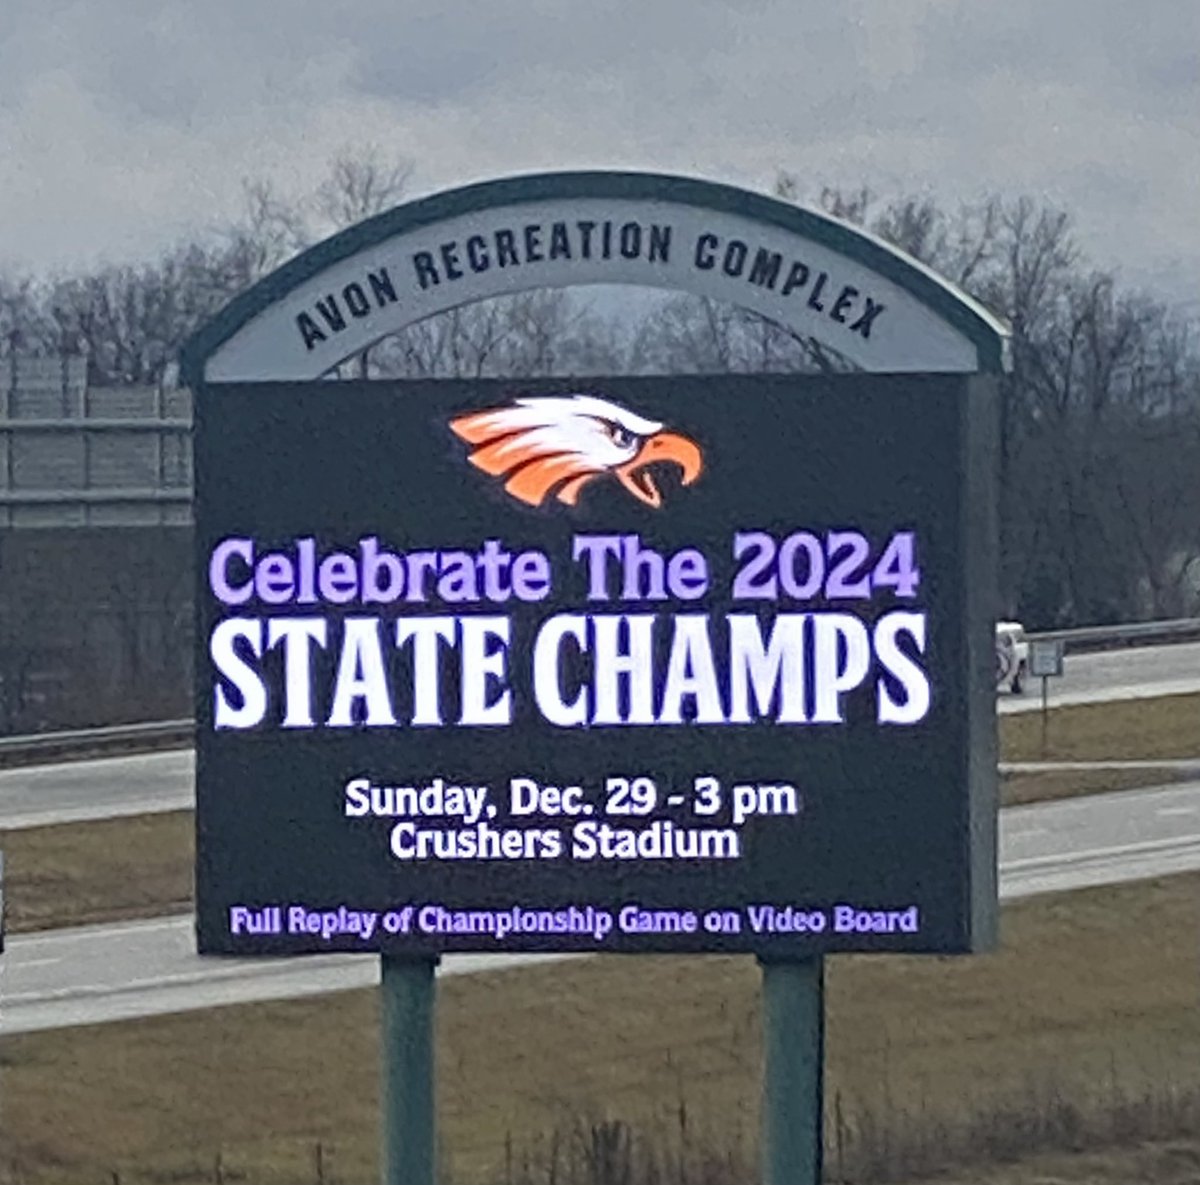 AVON RECREATION COMPLEX
Celebrate The 2024
STATE CHAMPS
Sunday, Dec. 29 - 3 pm
Crushers Stadium
Full Replay of Championship Game on Video Board